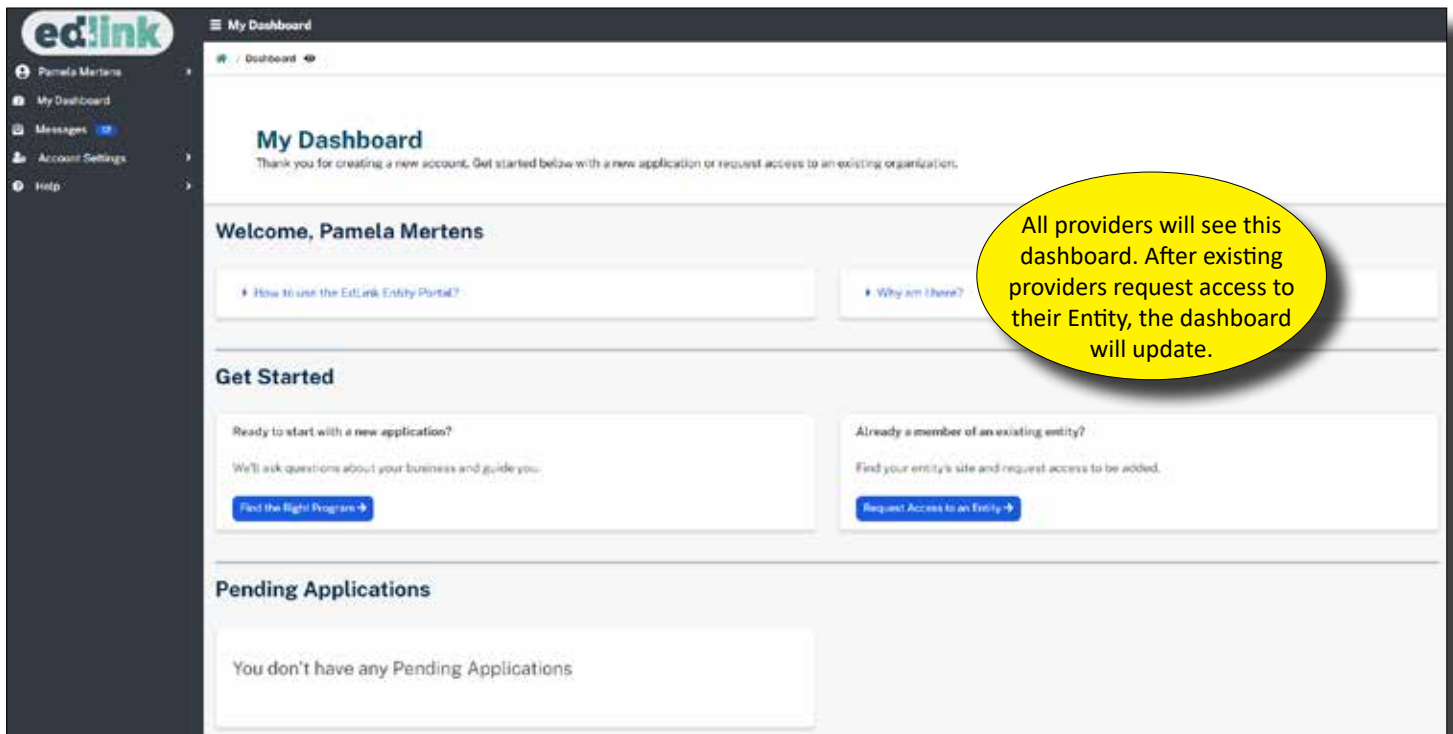 ed:link
Pamela Mertens
My Dashboard
Messages
Account Settings
Help
My Dashboard
/ Dashboard
My Dashboard
Thank you for creating a new account. Get started below with a new application or request access to an existing organization.
Welcome, Pamela Mertens
How to use the EdLink Entity Portal?
Why am I here?
All providers will see this
dashboard. After existing
providers request access to
their Entity, the dashboard
will update.
Get Started
Ready to start with a new application?
We'll ask questions about your business and guide you.
Find the Right Program →
Already a member of an existing entity?
Find your entity's site and request access to be added.
Request Access to an Entity →
Pending Applications
You don't have any Pending Applications